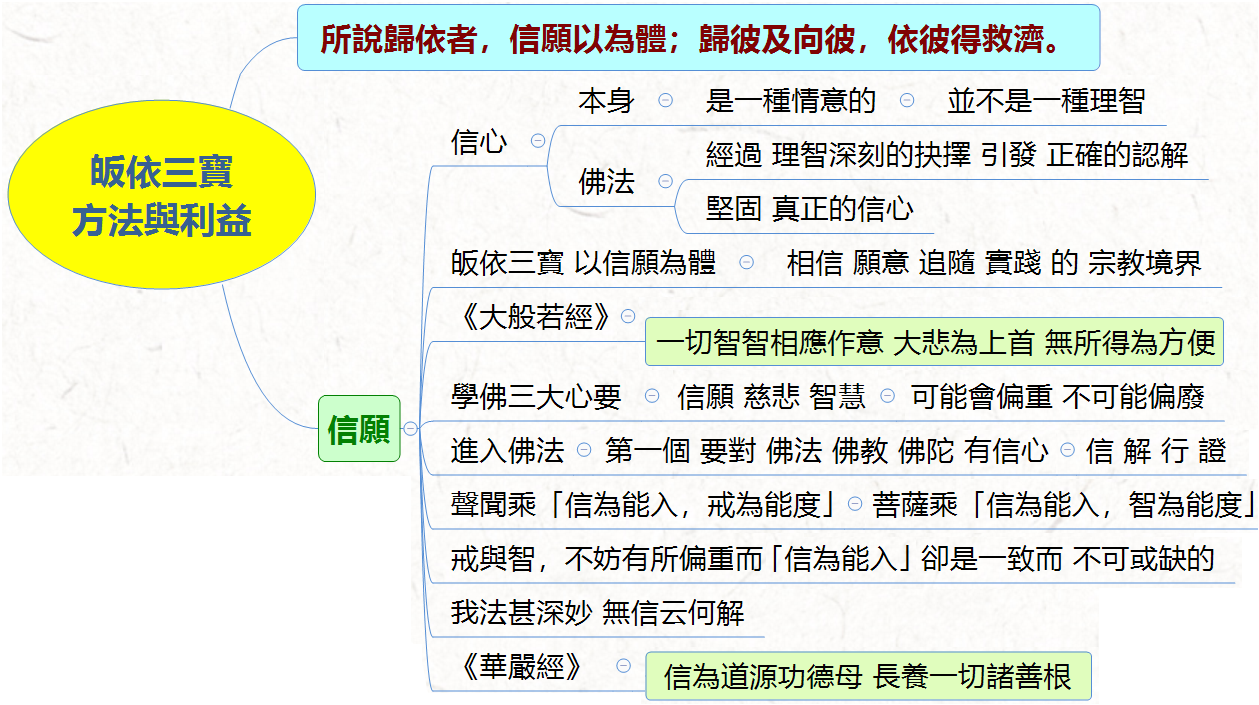 皈依三寶
方法與利益
所說歸依者，信願以為體；歸彼及向彼，依彼得救濟。
信願
信心
本身
是一種情意的
並不是一種理智
佛法
經過 理智深刻的抉擇 引發 正確的認解
堅固 真正的信心
皈依三寶 以信願為體
相信 願意 追隨 實踐 的 宗教境界
《大般若經》
一切智智相應作意 大悲為上首 無所得為方便
學佛三大心要
信願 慈悲 智慧
可能會偏重 不可能偏廢
進入佛法
第一個 要對 佛法 佛教 佛陀 有信心
信 解 行 證
聲聞乘「信為能入，戒為能度」
菩薩乘「信為能入，智為能度」
戒與智，不妨有所偏重而「信為能入」卻是一致而 不可或缺的
我法甚深妙 無信云何解
《華嚴經》
信為道源功德母 長養一切諸善根